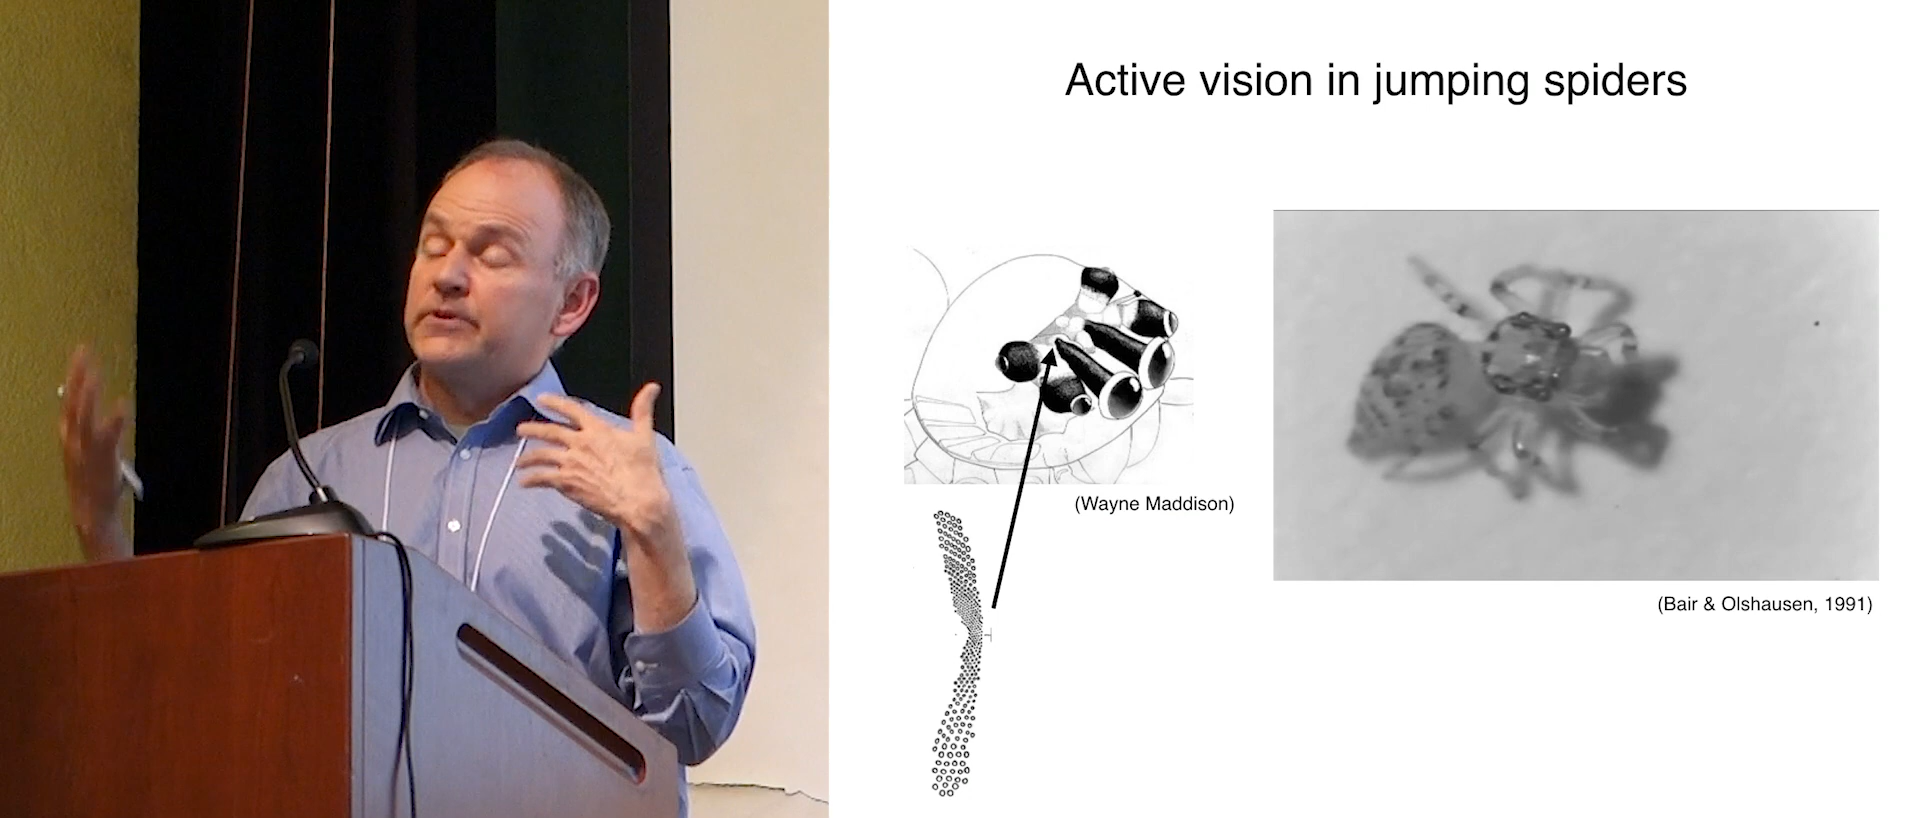 Active vision in jumping spiders
(Wayne Maddison)
(Bair & Olshausen, 1991)